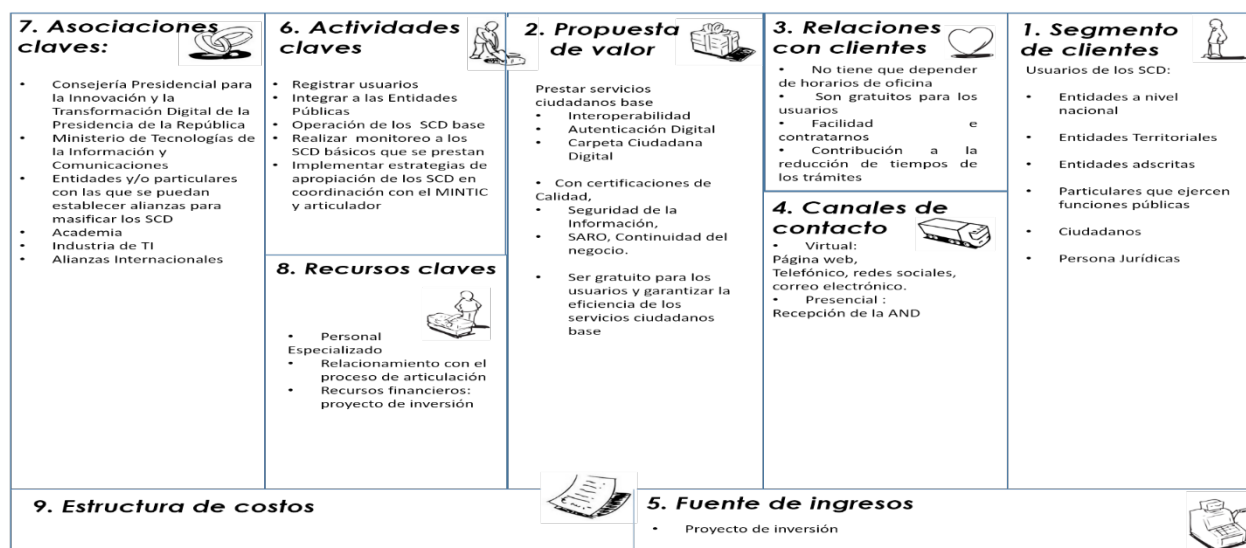 7. Asociaciones
claves:
• Consejería Presidencial para
la Innovación y la
Transformación Digital de la
Presidencia de la República
• Ministerio de Tecnologías de
la Información y
Comunicaciones
• Entidades y/o particulares
con las que se puedan
establecer alianzas para
masificar los SCD
• Academia
• Industria de TI
• Alianzas Internacionales
6. Actividades
claves
• Registrar usuarios
• Integrar a las Entidades
Públicas
• Operación de los SCD base
• Realizar monitoreo a los
SCD básicos que se prestan
• Implementar estrategias de
apropiación de los SCD en
coordinación con el MINTIC
y articulador
8. Recursos claves
• Personal
Especializado
• Relacionamiento con el
proceso de articulación
• Recursos financieros:
proyecto de inversión
2. Propuesta
de valor
Prestar servicios
ciudadanos base
• Interoperabilidad
• Autenticación Digital
• Carpeta Ciudadana
Digital
• Con certificaciones de
Calidad,
• Seguridad de la
Información,
• SARO, Continuidad del
negocio.
• Ser gratuito para los
usuarios y garantizar la
eficiencia de los
servicios ciudadanos
base
3. Relaciones
con clientes
• No tiene que depender
de horarios de oficina
• Son gratuitos para los
usuarios
• Facilidad e
contratarnos
• Contribución a la
reducción de tiempos de
los trámites
4. Canales de
contacto
• Virtual:
Página web,
Telefónico, redes sociales,
correo electrónico.
• Presencial :
Recepción de la AND
1. Segmento
de clientes
Usuarios de los SCD:
• Entidades a nivel
nacional
• Entidades Territoriales
• Entidades adscritas
• Particulares que ejercen
funciones públicas
• Ciudadanos
• Persona Jurídicas
9. Estructura de costos
5. Fuente de ingresos
• Proyecto de inversión